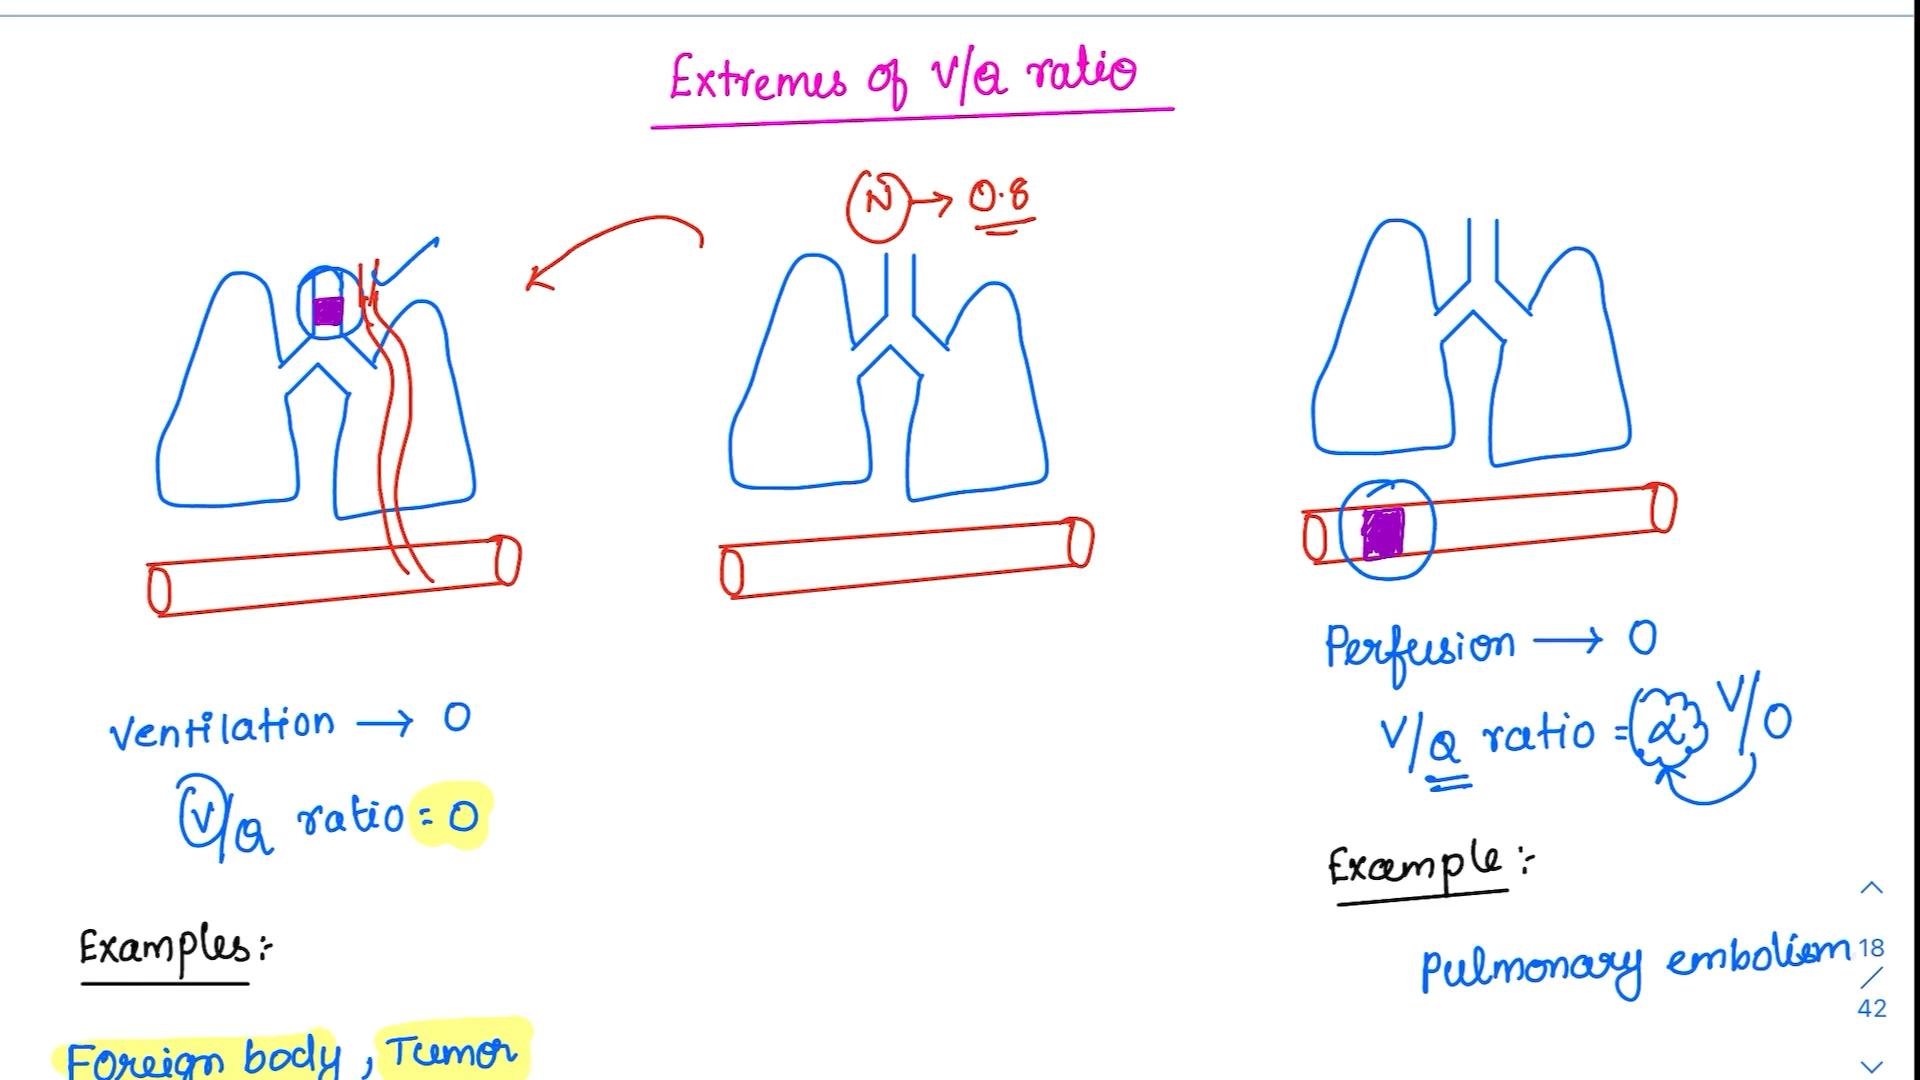 Extremes of V/Q ratio
N → 0.8
Ventilation → 0
V/Q ratio = 0
Examples:-
Foreign body, Tumor
Perfusion → 0
V/Q ratio = α V/0
Example :-
Pulmonary embolism
18
/
42